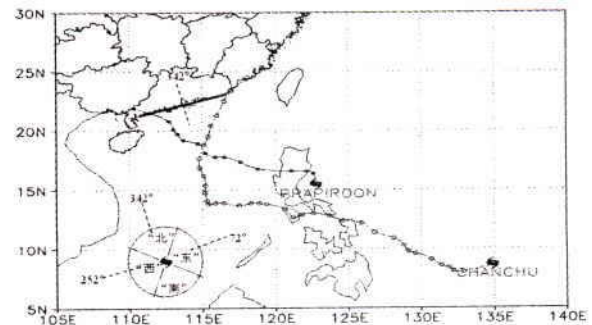 30N
25N
20N
15N
10N
5N
105E
110E
115E
120E
125E
130E
135E
140E
342°
PRAPIROON
CHANCHU
342°
"北"
72°
"东"
"西"
252°
"南"